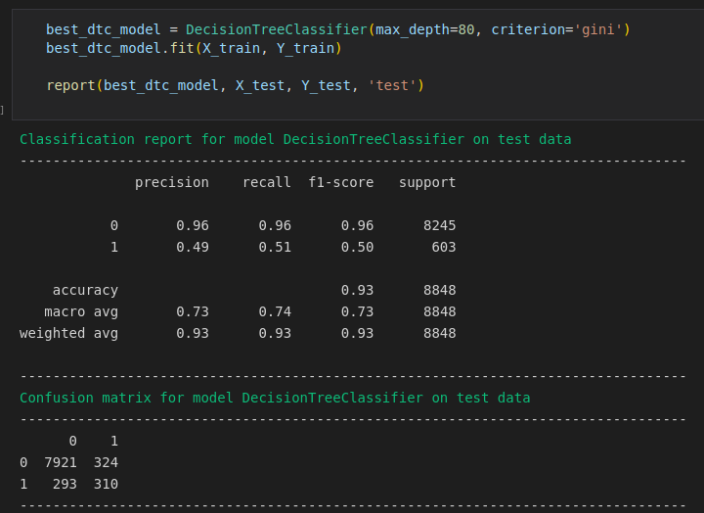 best_dtc_model = DecisionTreeClassifier(max_depth=80, criterion='gini')
best_dtc_model.fit(X_train, Y_train)
report(best_dtc_model, X_test, Y_test, 'test')
]
Classification report for model DecisionTreeClassifier on test data
---------------------------------------------------------------------------------
precision    recall  f1-score   support
0       0.96      0.96      0.96      8245
1       0.49      0.51      0.50       603
accuracy                           0.93      8848
macro avg       0.73      0.74      0.73      8848
weighted avg       0.93      0.93      0.93      8848
---------------------------------------------------------------------------------
Confusion matrix for model DecisionTreeClassifier on test data
---------------------------------------------------------------------------------
0    1
0  7921  324
1   293  310
---------------------------------------------------------------------------------